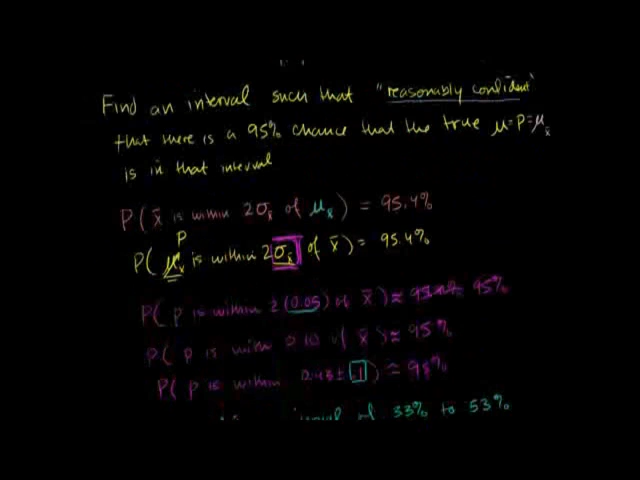 Find an interval such that "reasonably confident"
that there is a 95% chance that the true μ=P=μx̄
is in that interval
P( x̄ is within 2σx̄ of μx̄ ) = 95.4%
P
P( μx̄ is within 2σx̄ of x̄ ) = 95.4%
P( P is within 2(0.05) of x̄ ) ≈ 95%
P( P is within 0.10 of x̄ ) ≈ 95%
P( P is within 0.43 ± .1 ) ≈ 95%
interval of 33% to 53%